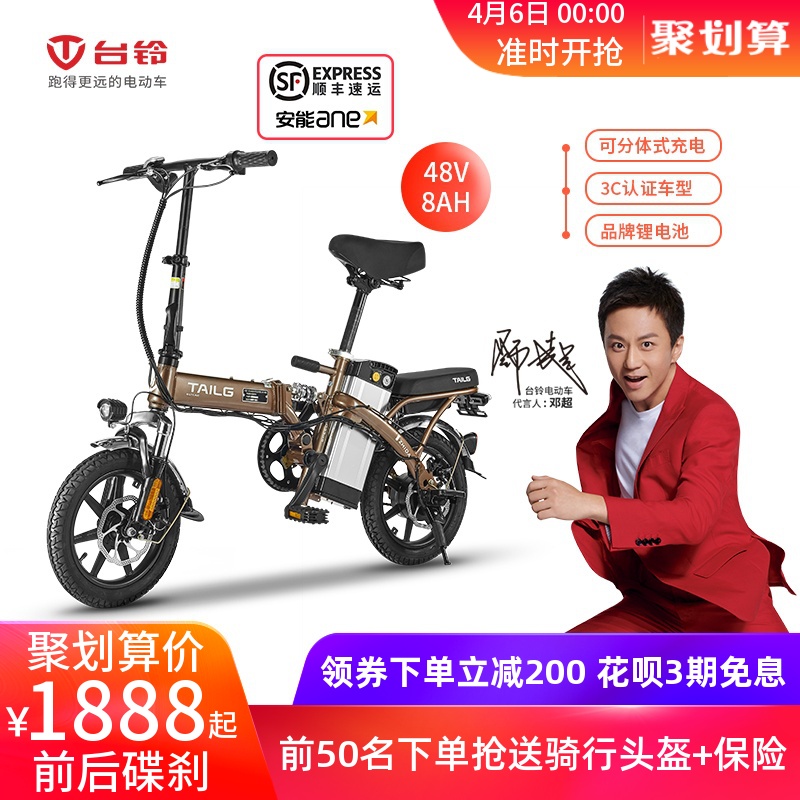 台铃
跑得更远的电动车
4月6日 00:00
准时开抢
聚划算
SF EXPRESS
顺丰速运
安能ane
48V
8AH
可分体式充电
3C认证车型
品牌锂电池
TAILG
TAILG
台铃电动车
代言人：邓超
聚划算价
¥1888起
前后碟刹
领券下单立减200 花呗3期免息
前50名下单抢送骑行头盔+保险